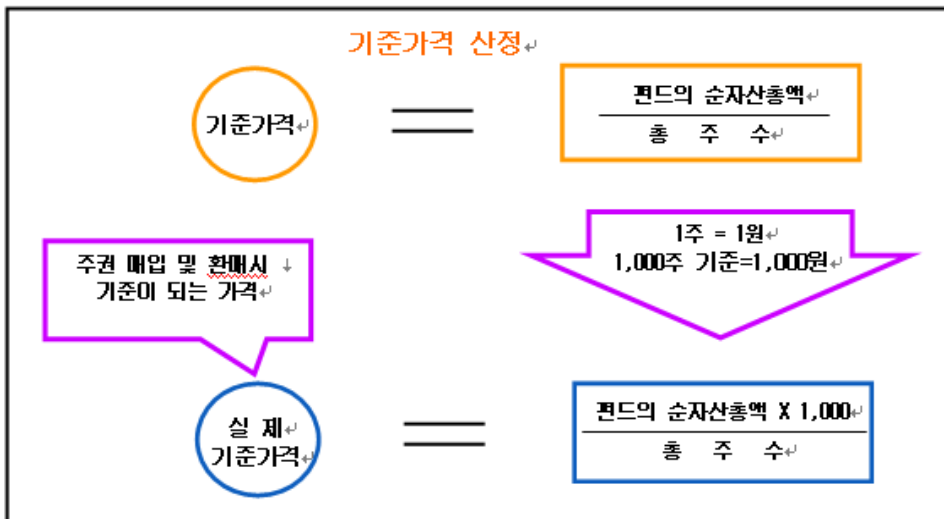 기준가격 산정
기준가격
펀드의 순자산총액
총 주 수
주권 매입 및 환매시
기준이 되는 가격
1주 = 1원
1,000주 기준=1,000원
실 제
기준가격
펀드의 순자산총액 X 1,000
총 주 수